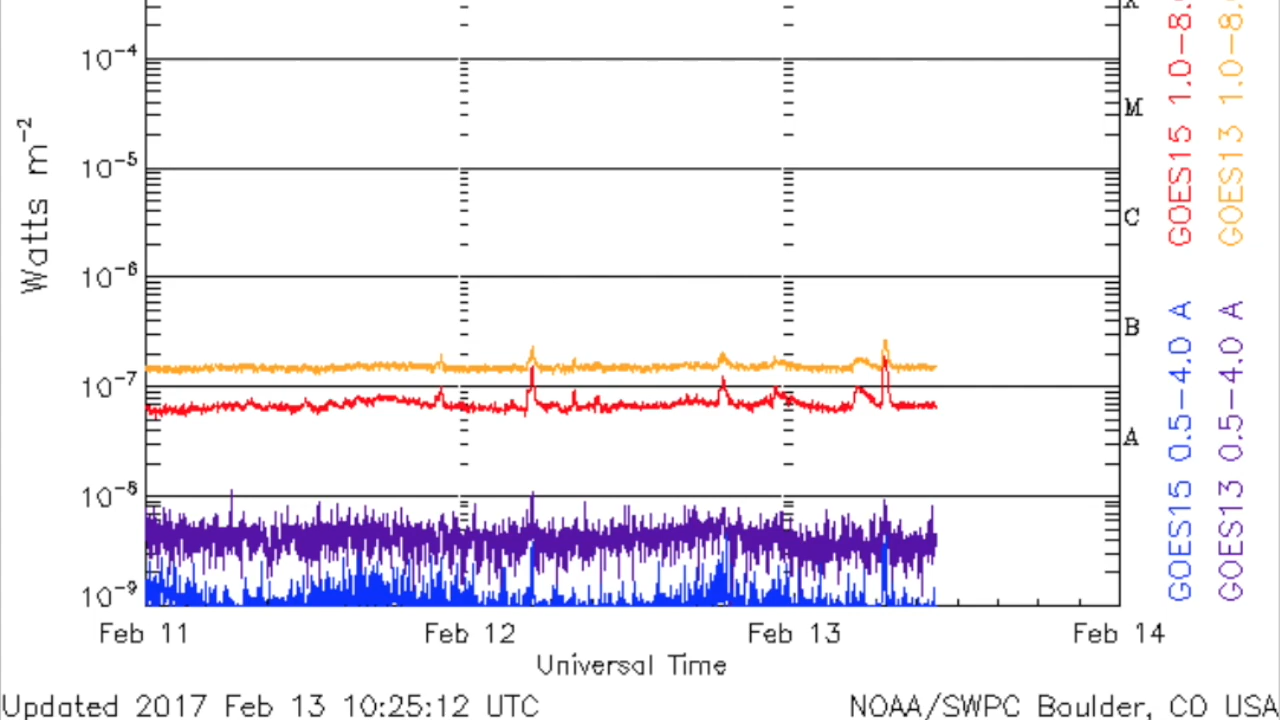 X
10-4
M
10-5
C
10-6
B
10-7
A
10-8
10-9
Watts m-2
Feb 11 Feb 12 Feb 13 Feb 14
Universal Time
GOES15 1.0-8.
GOES13 1.0-8.
GOES15 0.5-4.0 A
GOES13 0.5-4.0 A
Updated 2017 Feb 13 10:25:12 UTC
NOAA/SWPC Boulder, CO USA